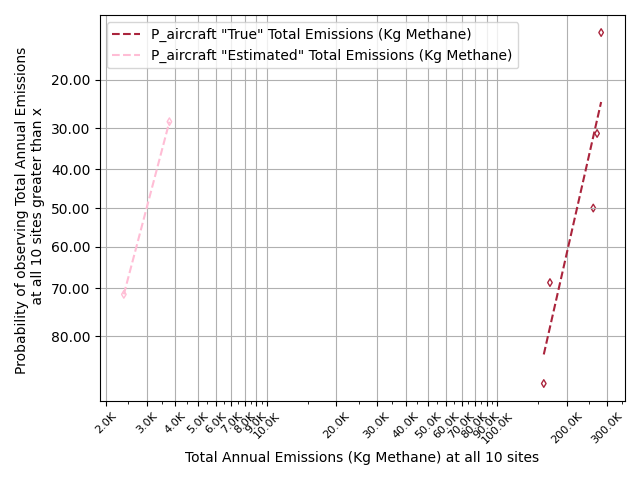 P_aircraft "True" Total Emissions (Kg Methane)
P_aircraft "Estimated" Total Emissions (Kg Methane)
Probability of observing Total Annual Emissions
at all 10 sites greater than x
20.00
30.00
40.00
50.00
60.00
70.00
80.00
2.0K
3.0K
4.0K
5.0K
6.0K
7.0K
8.0K
9.0K
10.0K
20.0K
30.0K
40.0K
50.0K
60.0K
70.0K
80.0K
90.0K
100.0K
200.0K
300.0K
Total Annual Emissions (Kg Methane) at all 10 sites